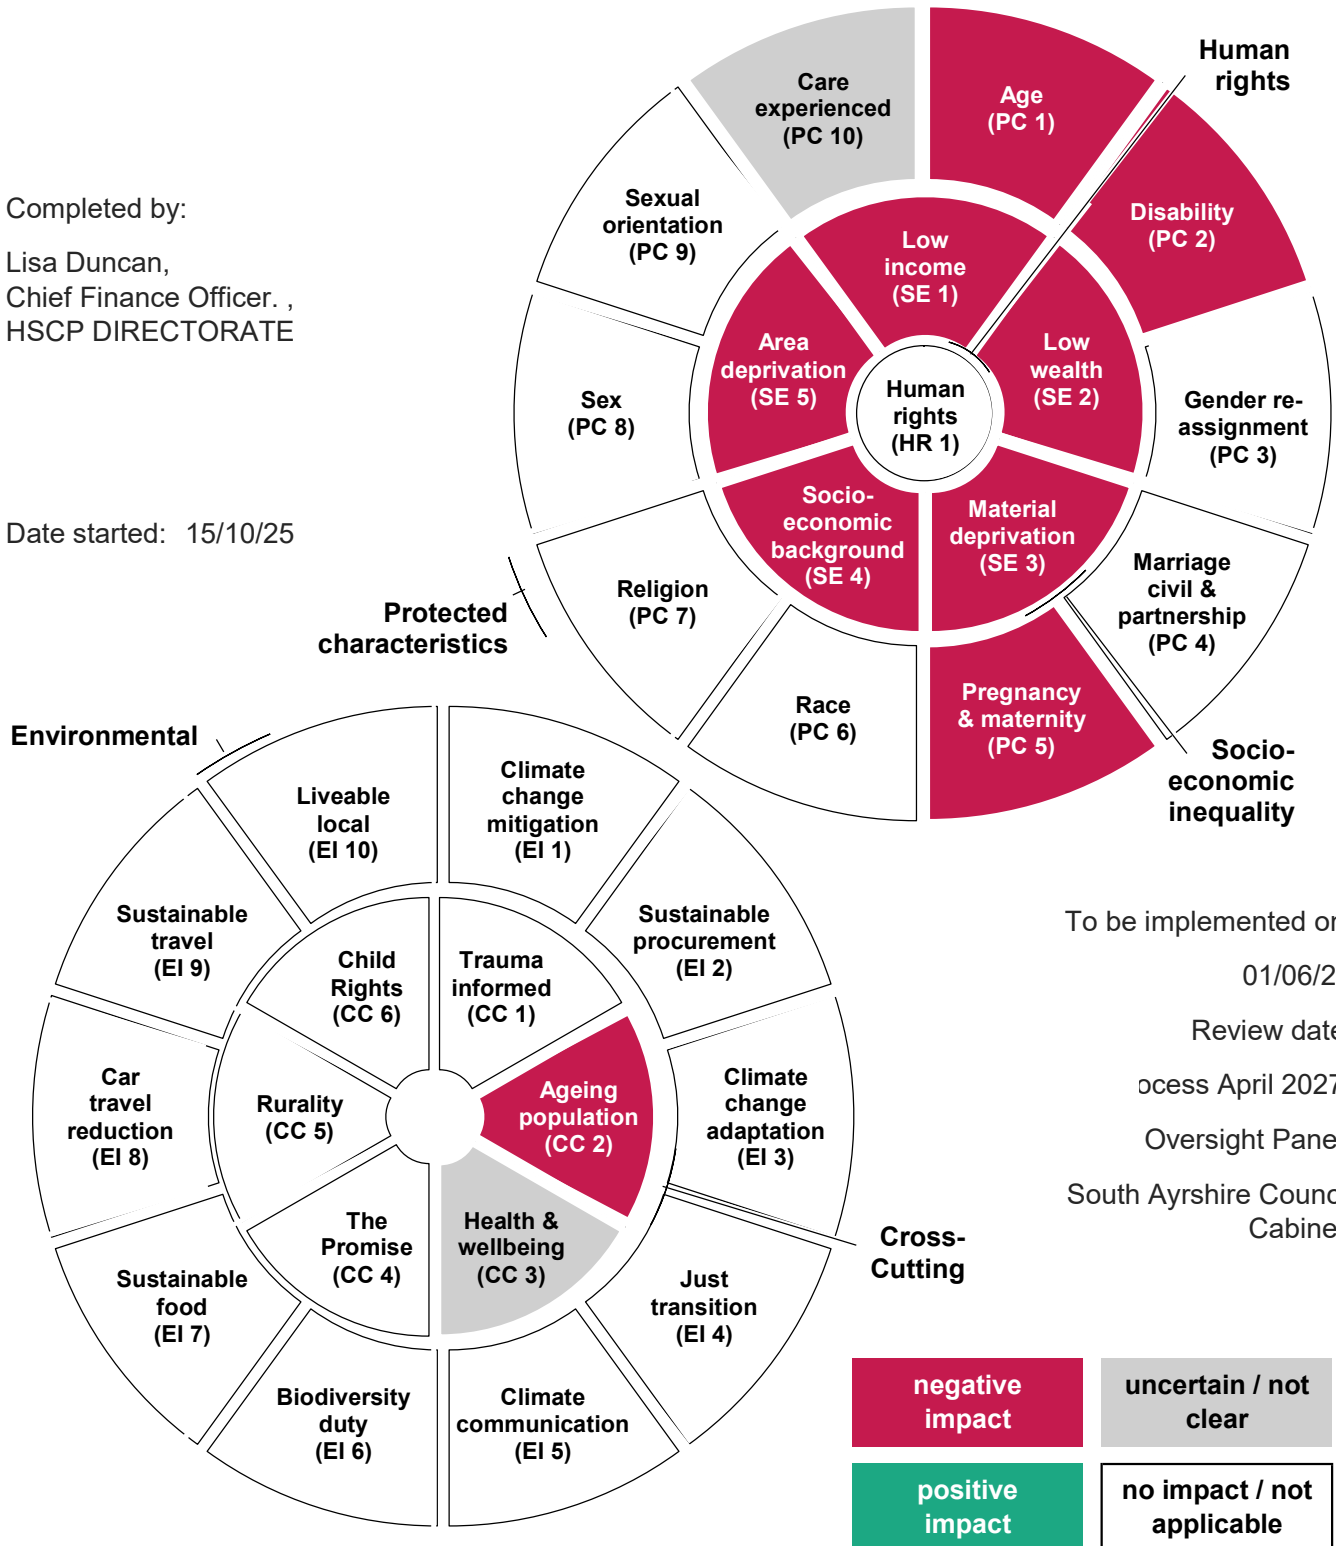 Completed by:
Lisa Duncan,
Chief Finance Officer. ,
HSCP DIRECTORATE
Date started: 15/10/25
Human
rights
Care
experienced
(PC 10)
Age
(PC 1)
Sexual
orientation
(PC 9)
Disability
(PC 2)
Low
income
(SE 1)
Area
deprivation
(SE 5)
Low
wealth
(SE 2)
Human
rights
(HR 1)
Sex
(PC 8)
Gender re-
assignment
(PC 3)
Socio-
economic
background
(SE 4)
Material
deprivation
(SE 3)
Marriage
civil &
partnership
(PC 4)
Religion
(PC 7)
Protected
characteristics
Race
(PC 6)
Pregnancy
& maternity
(PC 5)
Socio-
economic
inequality
Environmental
Liveable
local
(EI 10)
Climate
change
mitigation
(EI 1)
Sustainable
travel
(EI 9)
Sustainable
procurement
(EI 2)
Child
Rights
(CC 6)
Trauma
informed
(CC 1)
Car
travel
reduction
(EI 8)
Rurality
(CC 5)
Ageing
population
(CC 2)
Climate
change
adaptation
(EI 3)
The
Promise
(CC 4)
Health &
wellbeing
(CC 3)
Cross-
Cutting
Sustainable
food
(EI 7)
Just
transition
(EI 4)
Biodiversity
duty
(EI 6)
Climate
communication
(EI 5)
To be implemented on
01/06/2
Review date
ocess April 2027
Oversight Pane
South Ayrshire Counc
Cabine
negative
impact
uncertain / not
clear
positive
impact
no impact / not
applicable